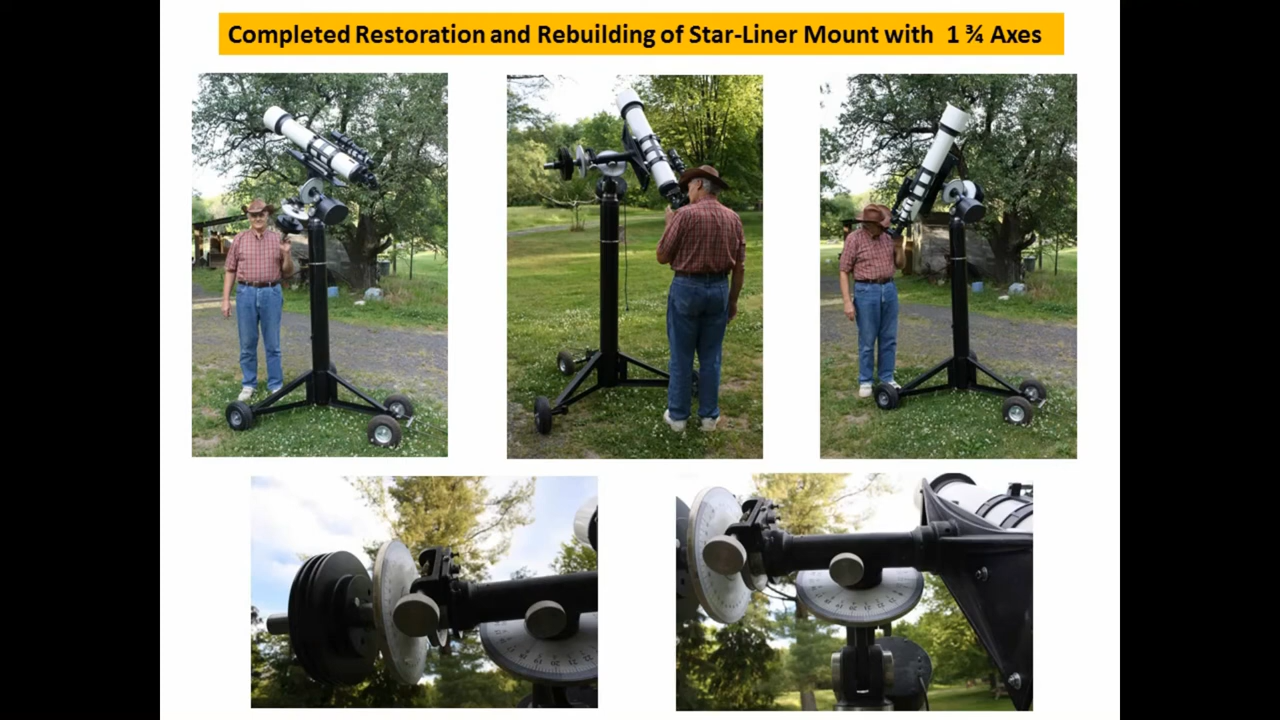 Completed Restoration and Rebuilding of Star-Liner Mount with 1 ¾ Axes